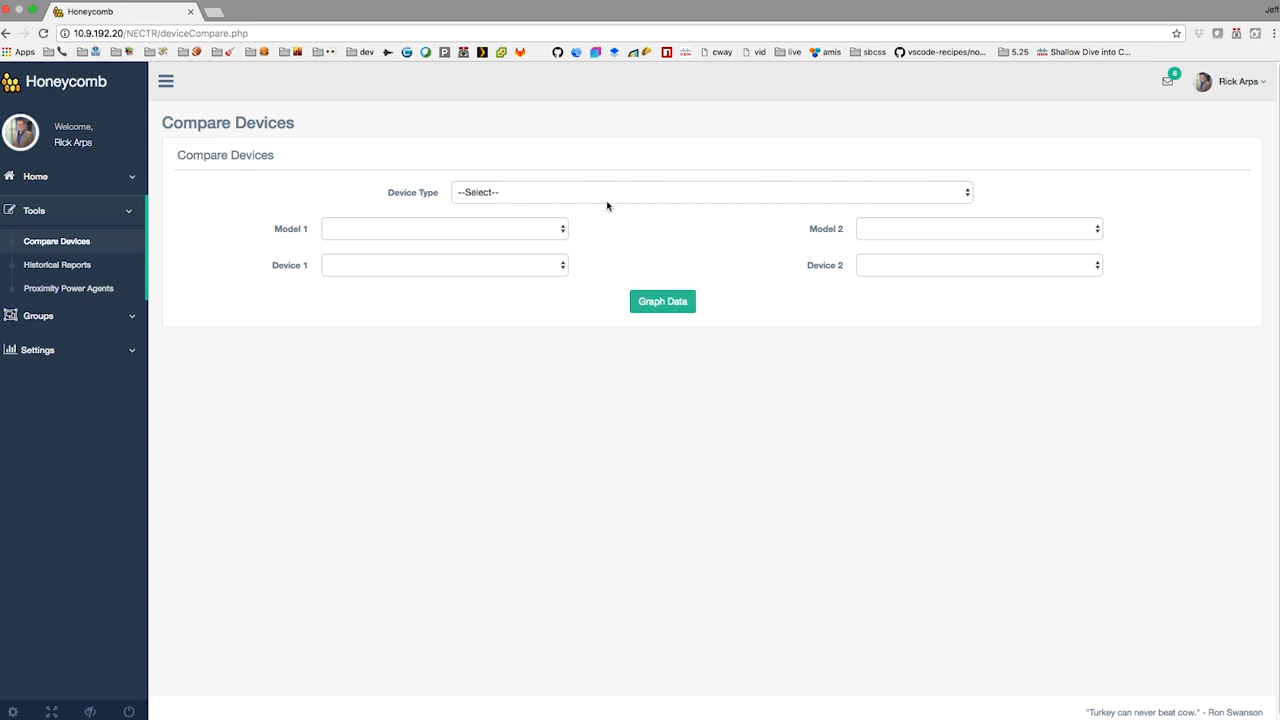 Honeycomb
Jeff
10.9.192.20/NECTR/deviceCompare.php
Apps
dev
cway
vid
live
amis
sbcss
vscode-recipes/no...
5.25
Shallow Dive into C...
Honeycomb
6
Rick Arps
Welcome,
Rick Arps
Home
Tools
Compare Devices
Historical Reports
Proximity Power Agents
Groups
Settings
Compare Devices
Compare Devices
Device Type
--Select--
Model 1
Model 2
Device 1
Device 2
Graph Data
"Turkey can never beat cow." - Ron Swanson